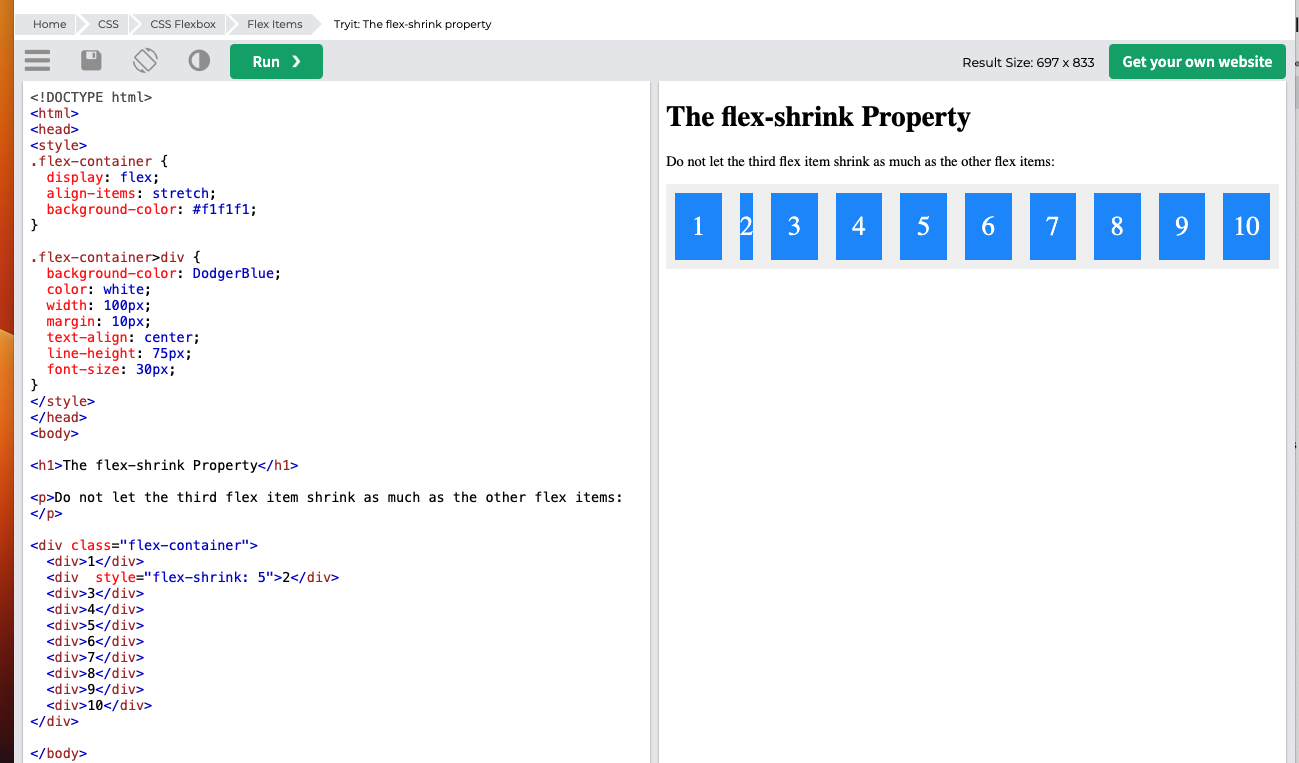 Home CSS CSS Flexbox Flex Items Tryit: The flex-shrink property
Run ❯ Result Size: 697 x 833 Get your own website
<!DOCTYPE html>
<html>
<head>
<style>
.flex-container {
  display: flex;
  align-items: stretch;
  background-color: #f1f1f1;
}

.flex-container>div {
  background-color: DodgerBlue;
  color: white;
  width: 100px;
  margin: 10px;
  text-align: center;
  line-height: 75px;
  font-size: 30px;
}
</style>
</head>
<body>

<h1>The flex-shrink Property</h1>

<p>Do not let the third flex item shrink as much as the other flex items:
</p>

<div class="flex-container">
  <div>1</div>
  <div  style="flex-shrink: 5">2</div>
  <div>3</div>
  <div>4</div>
  <div>5</div>
  <div>6</div>
  <div>7</div>
  <div>8</div>
  <div>9</div>
  <div>10</div>
</div>

</body>
The flex-shrink Property
Do not let the third flex item shrink as much as the other flex items:
1 2 3 4 5 6 7 8 9 10